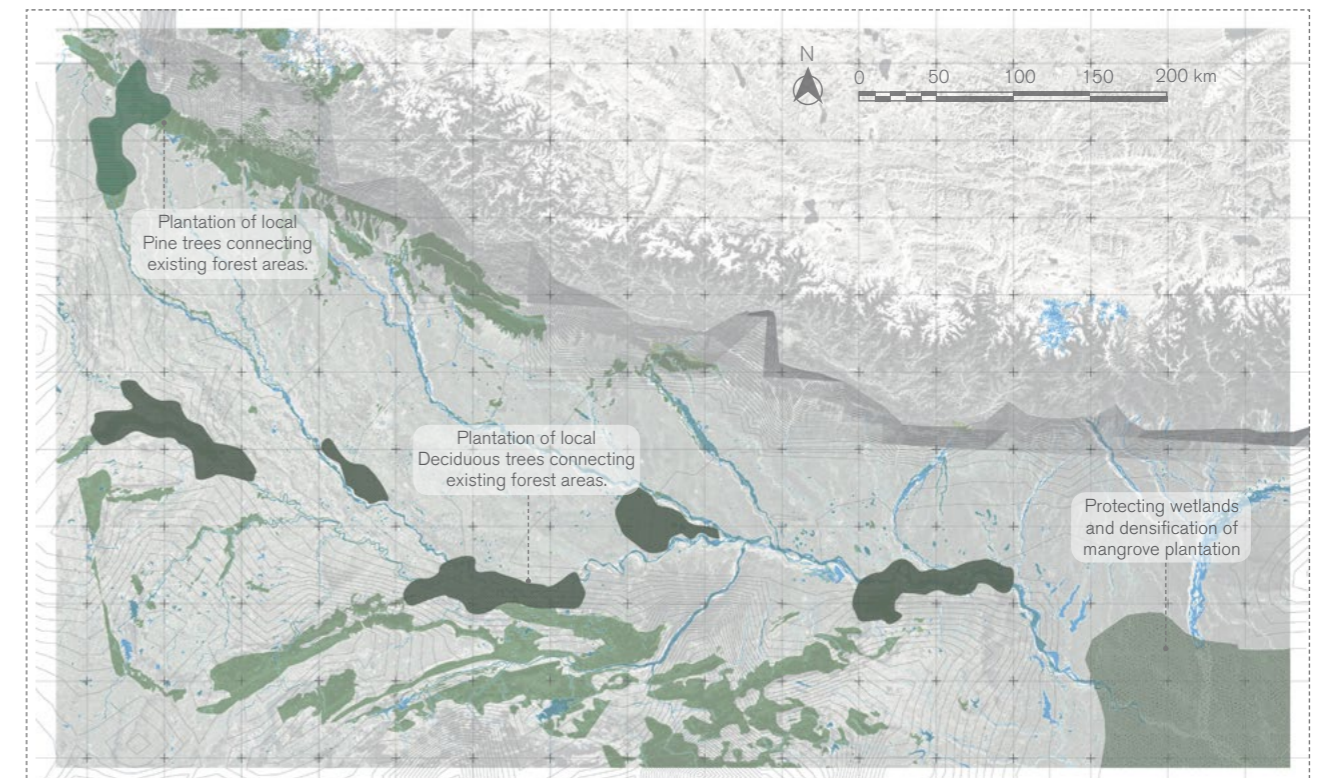 N
0 50 100 150 200 km
Plantation of local
Pine trees connecting
existing forest areas.
Plantation of local
Deciduous trees connecting
existing forest areas.
Protecting wetlands
and densification of
mangrove plantation